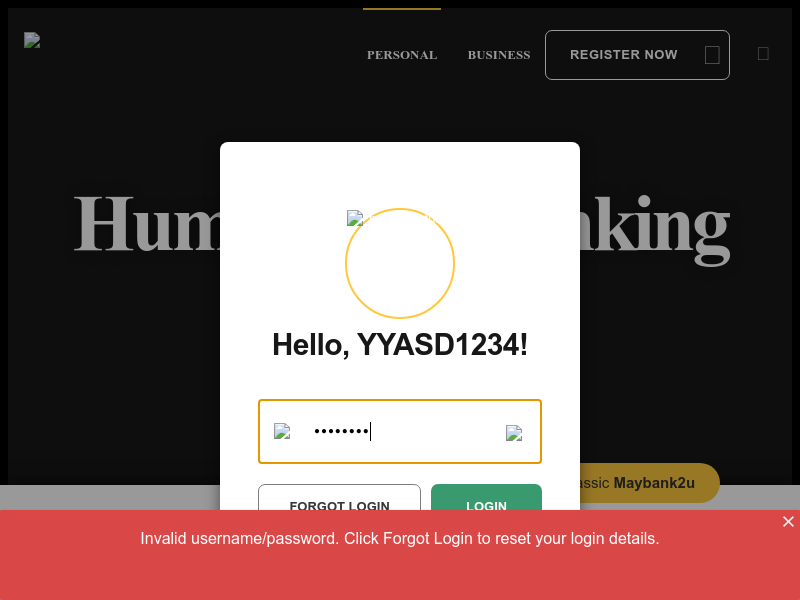 PERSONAL
BUSINESS
REGISTER NOW
Hum
nking
Hello, YYASD1234!
••••••••
FORGOT LOGIN
LOGIN
assic Maybank2u
Invalid username/password. Click Forgot Login to reset your login details.